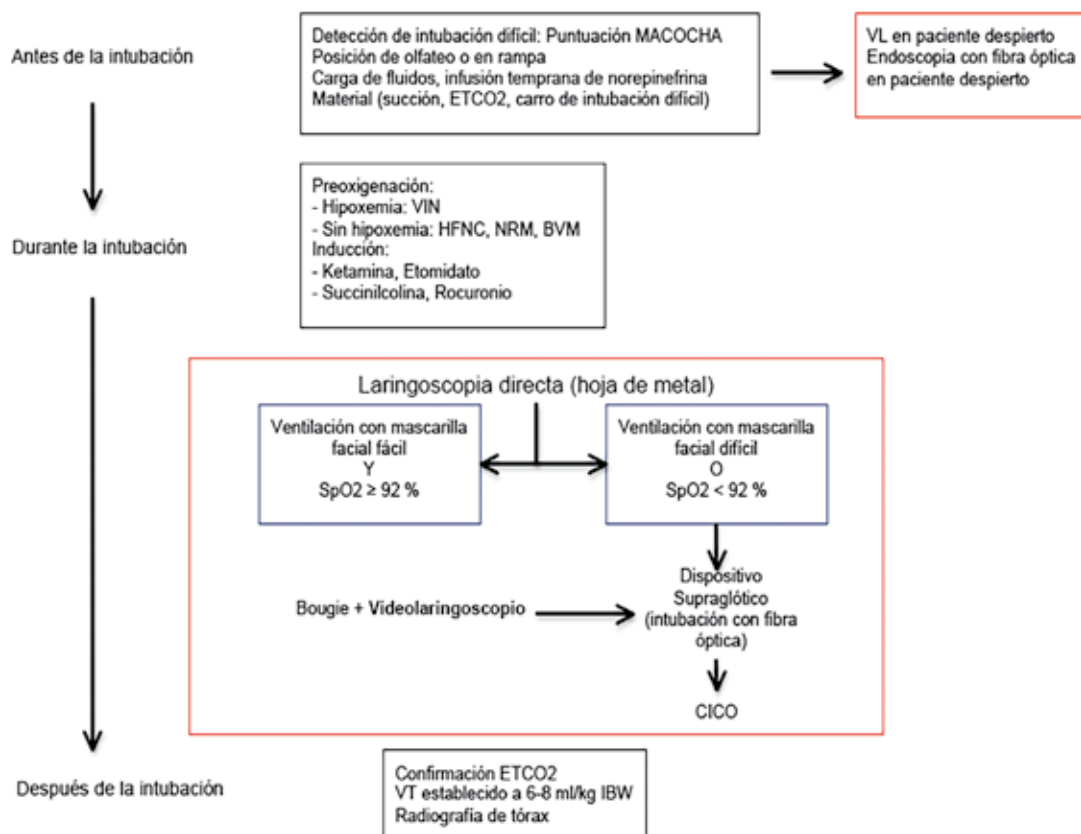 Antes de la intubación
Detección de intubación difícil: Puntuación MACOCHA
Posición de olfateo o en rampa
Carga de fluidos, infusión temprana de norepinefrina
Material (succión, ETCO2, carro de intubación difícil)
VL en paciente despierto
Endoscopia con fibra óptica
en paciente despierto
Durante la intubación
Preoxigenación:
- Hipoxemia: VIN
- Sin hipoxemia: HFNC, NRM, BVM
Inducción:
- Ketamina, Etomidato
- Succinilcolina, Rocuronio
Laringoscopia directa (hoja de metal)
Ventilación con mascarilla
facial fácil
Y
SpO2 ≥ 92 %
Ventilación con mascarilla
facial difícil
O
SpO2 < 92 %
Bougie + Videolaringoscopio
Dispositivo
Supraglótico
(intubación con fibra
óptica)
CICO
Después de la intubación
Confirmación ETCO2
VT establecido a 6-8 ml/kg IBW
Radiografía de tórax